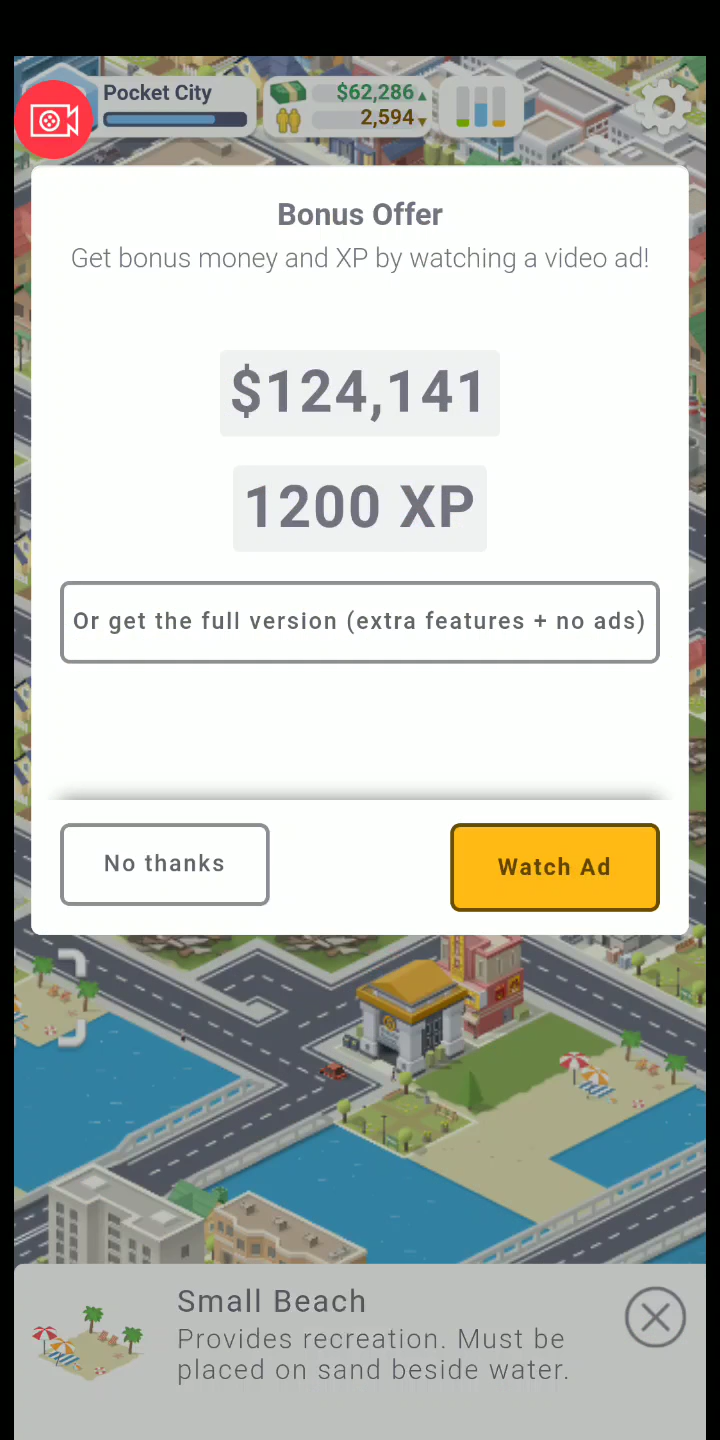 Pocket City
$62,286
2,594
Bonus Offer
Get bonus money and XP by watching a video ad!
$124,141
1200 XP
Or get the full version (extra features + no ads)
No thanks
Watch Ad
Small Beach
Provides recreation. Must be
placed on sand beside water.